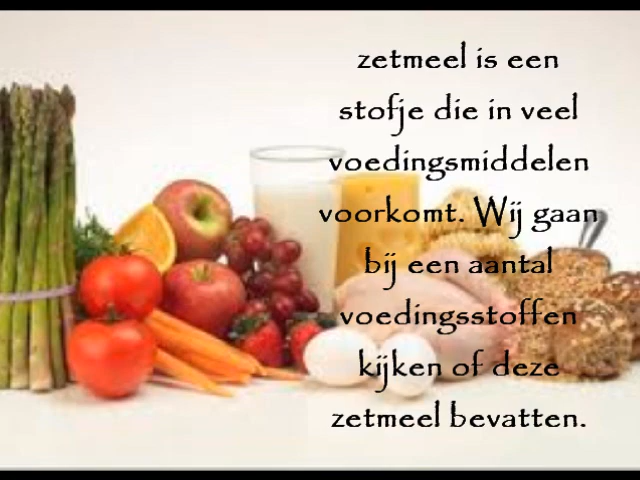 zetmeel is een
stofje die in veel
voedingsmiddelen
voorkomt. Wij gaan
bij een aantal
voedingsstoffen
kijken of deze
zetmeel bevatten.